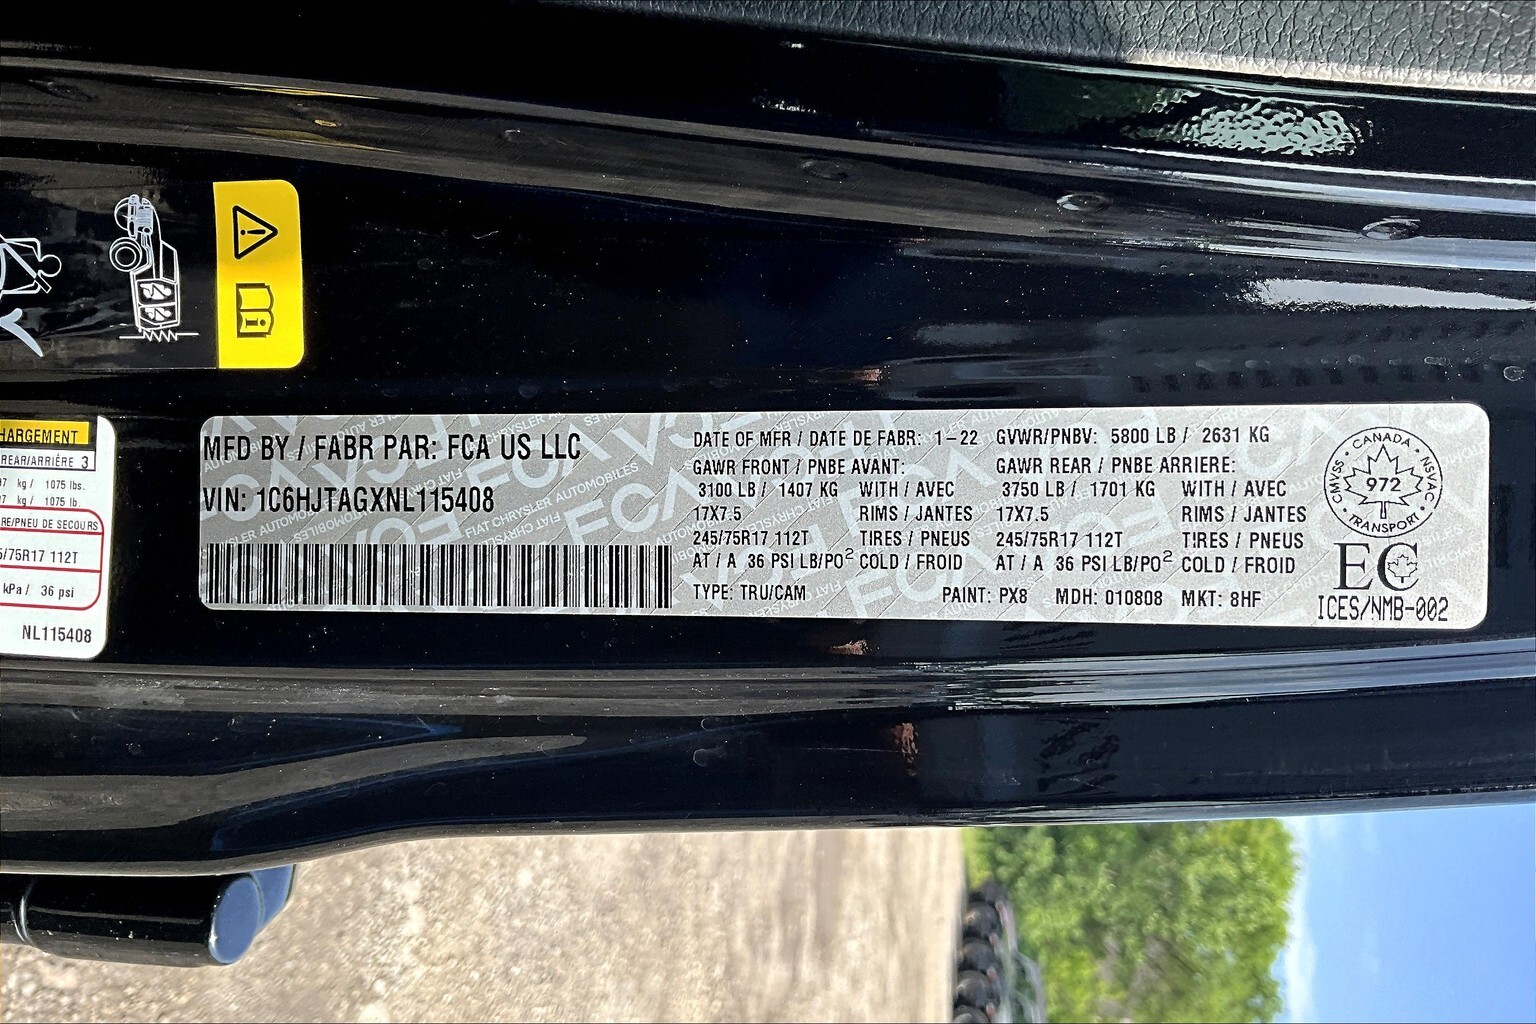 HARGEMENT
REAR/ARRIÈRE 3
kg / 1075 lbs.
kg / 1075 lb.
RE/PNEU DE SECOURS
5/75R17 112T
kPa / 36 psi
NL115408
MFD BY / FABR PAR: FCA US LLC
VIN: 1C6HJTAGXNL115408
DATE OF MFR / DATE DE FABR: 1-22 GVWR/PNBV: 5800 LB / 2631 KG
GAWR FRONT / PNBE AVANT: GAWR REAR / PNBE ARRIERE:
3100 LB / 1407 KG WITH / AVEC 3750 LB / 1701 KG WITH / AVEC
17X7.5 RIMS / JANTES 17X7.5 RIMS / JANTES
245/75R17 112T TIRES / PNEUS 245/75R17 112T TIRES / PNEUS
AT / A 36 PSI LB/PO² COLD / FROID AT / A 36 PSI LB/PO² COLD / FROID
TYPE: TRU/CAM PAINT: PX8 MDH: 010808 MKT: 8HF
CANADA
CMVSS 972 NSVAC
TRANSPORT
EC
ICES/NMB-002
FCA
FIAT CHRYSLER AUTOMOBILES